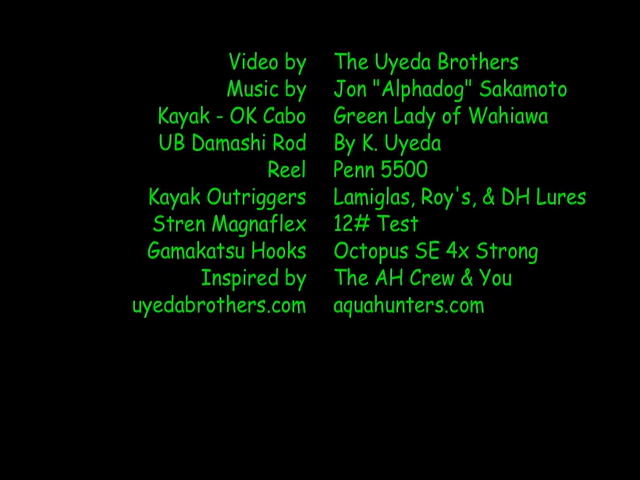 Video by The Uyeda Brothers
Music by Jon "Alphadog" Sakamoto
Kayak - OK Cabo Green Lady of Wahiawa
UB Damashi Rod By K. Uyeda
Reel Penn 5500
Kayak Outriggers Lamiglas, Roy's, & DH Lures
Stren Magnaflex 12# Test
Gamakatsu Hooks Octopus SE 4x Strong
Inspired by The AH Crew & You
uyedabrothers.com aquahunters.com